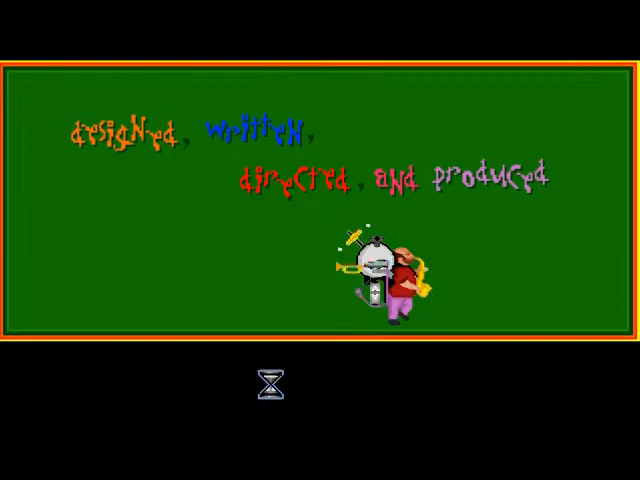 designed, written,
directed, and produced